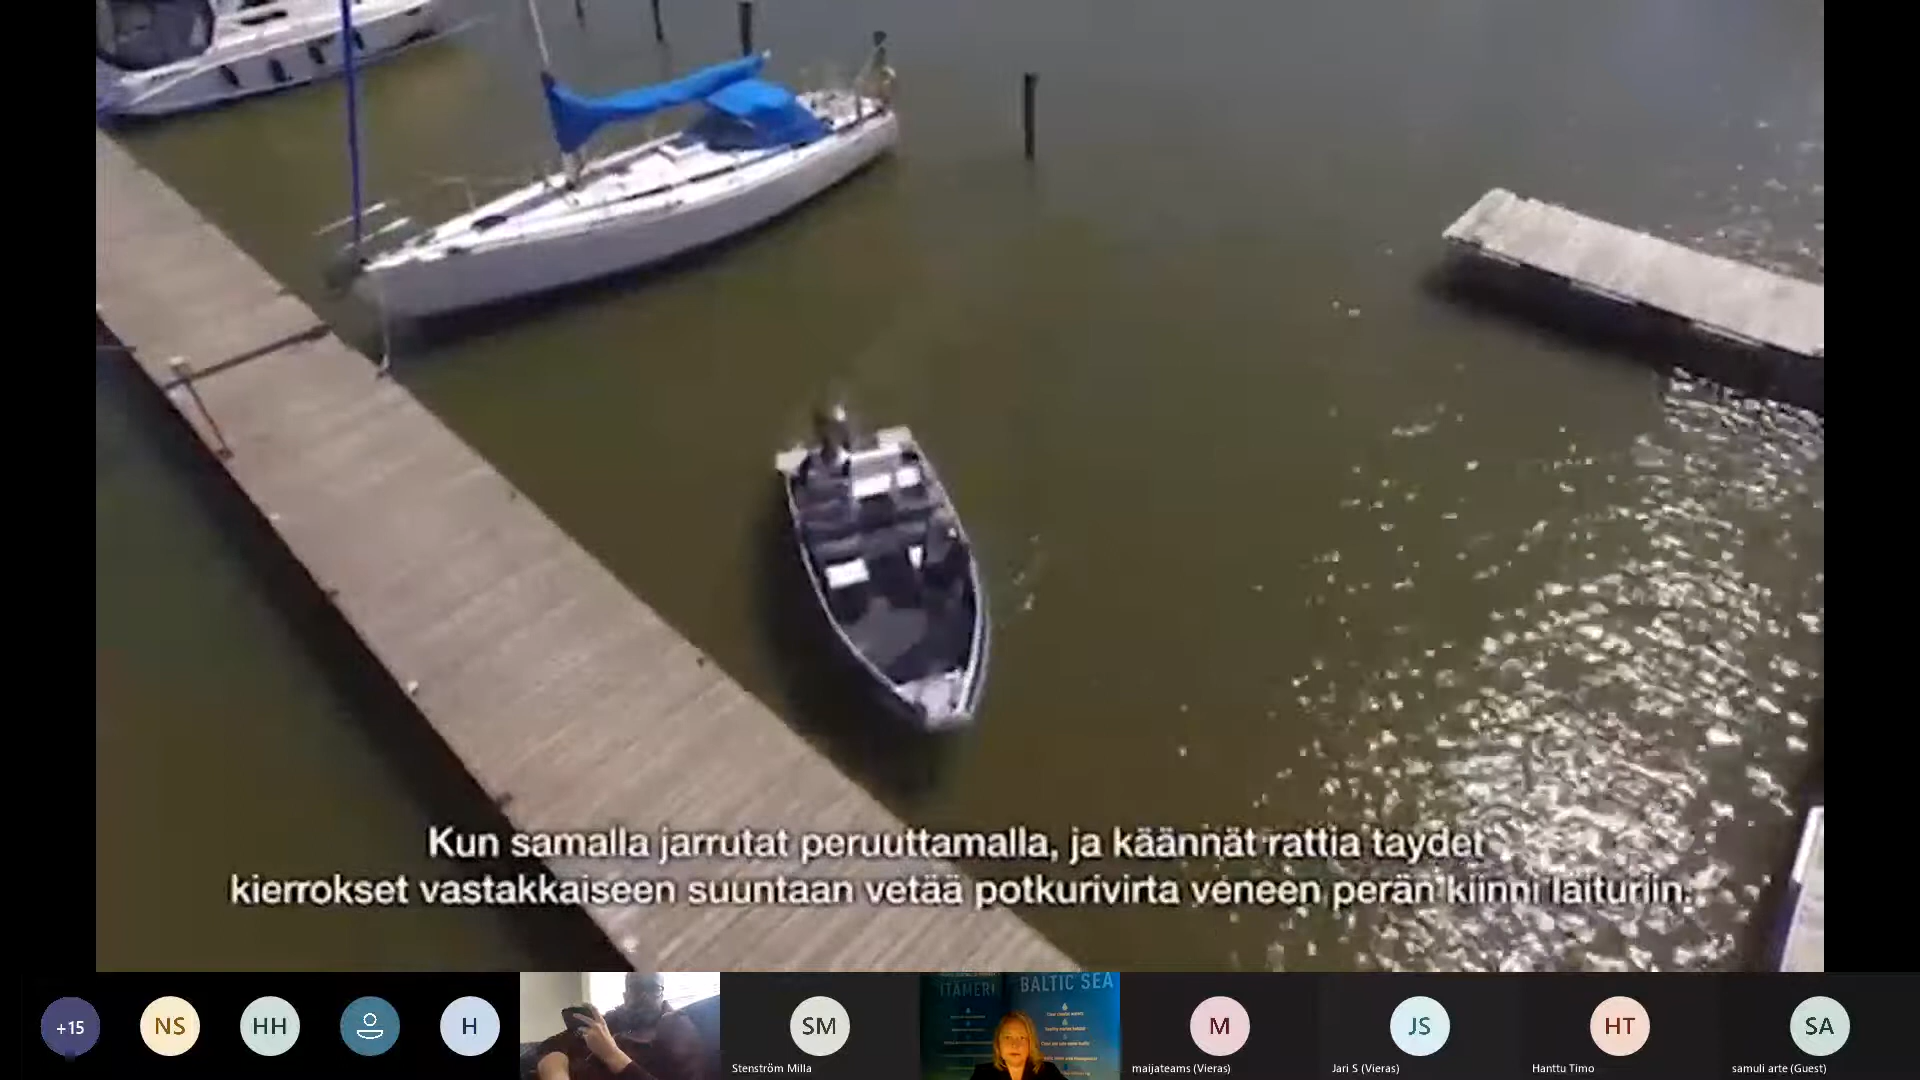 Kun samalla jarrutat peruuttamalla, ja käännät rattia täydet
kierrokset vastakkaiseen suuntaan vetää potkurivirta veneen perän kiinni laituriin.
+15
NS
HH
H
SM
Stenström Milla
ITÄMERI
BALTIC SEA
M
maijateams (Vieras)
JS
Jari S (Vieras)
HT
Hanttu Timo
SA
samuli arte (Guest)